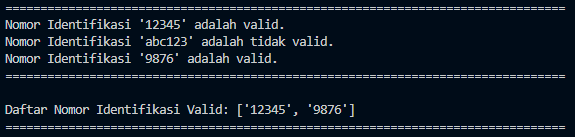 ================================================================================
Nomor Identifikasi '12345' adalah valid.
Nomor Identifikasi 'abc123' adalah tidak valid.
Nomor Identifikasi '9876' adalah valid.
================================================================================
Daftar Nomor Identifikasi Valid: ['12345', '9876']
================================================================================